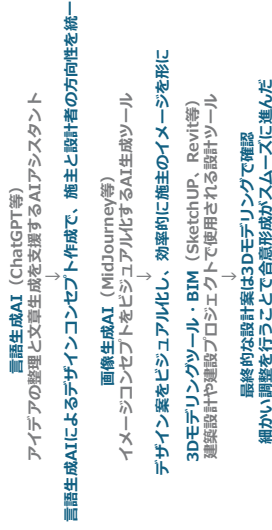 言語生成AI（ChatGPT等）
アイデアの整理と文章生成を支援するAIアシスタント
↓
言語生成AIによるデザインコンセプト作成で、施主と設計者の方向性を統一
画像生成AI（MidJourney等）
イメージコンセプトをビジュアル化するAI生成ツール
↓
デザイン案をビジュアル化し、効率的に施主のイメージを形に
3Dモデリングツール・BIM（SketchUP、Revit等）
建築設計や建設プロジェクトで使用される設計ツール
↓
最終的な設計案は3Dモデリングで確認
細かい調整を行うことで合意形成がスムーズに進んだ